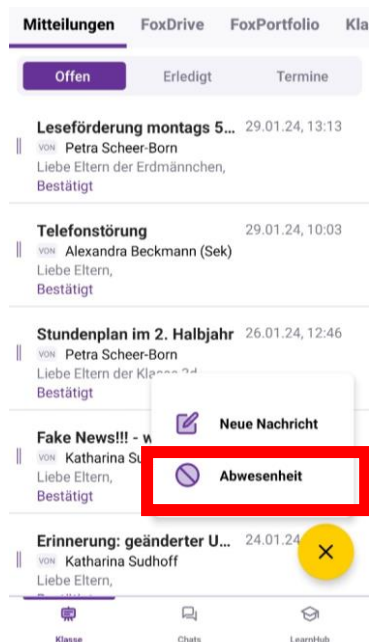 Mitteilungen FoxDrive FoxPortfolio Kla
Offen Erledigt Termine
Leseförderung montags 5... 29.01.24, 13:13
VON Petra Scheer-Born
Liebe Eltern der Erdmännchen,
Bestätigt
Telefonstörung 29.01.24, 10:03
VON Alexandra Beckmann (Sek)
Liebe Eltern,
Bestätigt
Stundenplan im 2. Halbjahr 26.01.24, 12:46
VON Petra Scheer-Born
Liebe Eltern der Klasse 2d
Bestätigt
Neue Nachricht
Fake News!!! - w
VON Katharina Su
Liebe Eltern,
Bestätigt
Abwesenheit
Erinnerung: geänderter U... 24.01.24
VON Katharina Sudhoff
Liebe Eltern,
Klasse Chats LearnHub